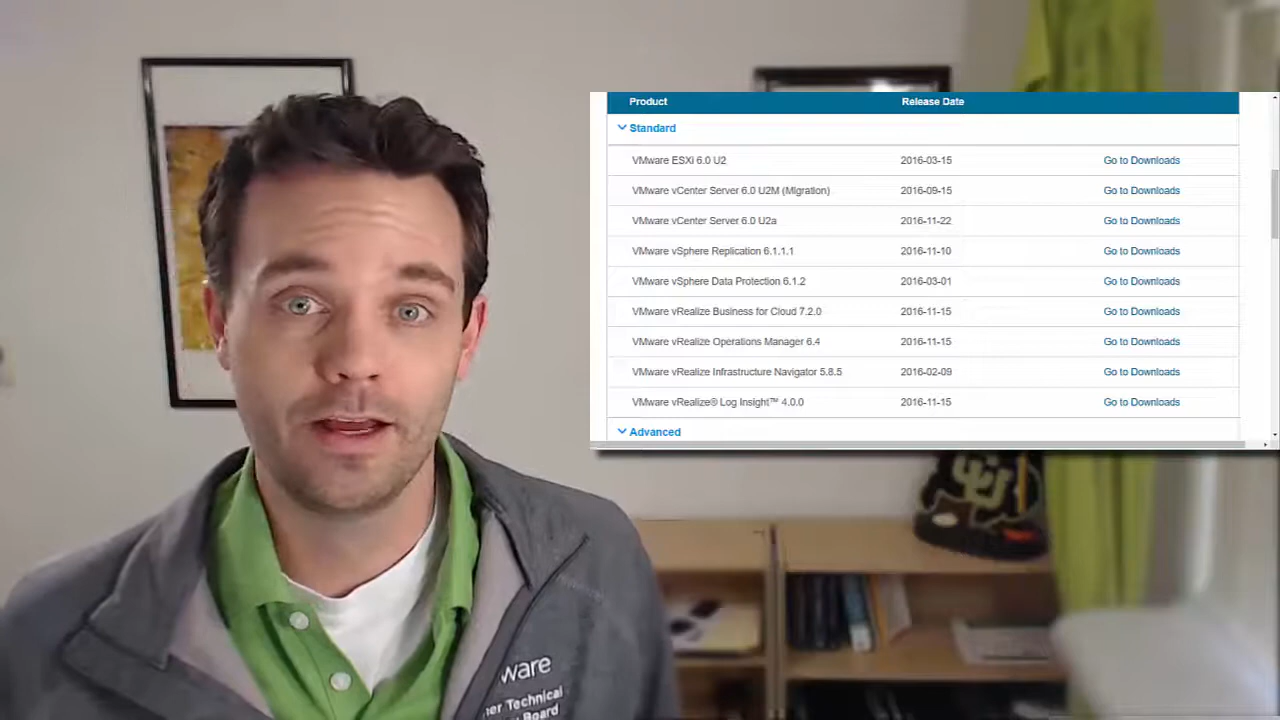 Product Release Date
Standard
VMware ESXi 6.0 U2 2016-03-15 Go to Downloads
VMware vCenter Server 6.0 U2M (Migration) 2016-09-15 Go to Downloads
VMware vCenter Server 6.0 U2a 2016-11-22 Go to Downloads
VMware vSphere Replication 6.1.1.1 2016-11-10 Go to Downloads
VMware vSphere Data Protection 6.1.2 2016-03-01 Go to Downloads
VMware vRealize Business for Cloud 7.2.0 2016-11-15 Go to Downloads
VMware vRealize Operations Manager 6.4 2016-11-15 Go to Downloads
VMware vRealize Infrastructure Navigator 5.8.5 2016-02-09 Go to Downloads
VMware vRealize® Log Insight™ 4.0.0 2016-11-15 Go to Downloads
Advanced
CU
ware
ner Technical
Board